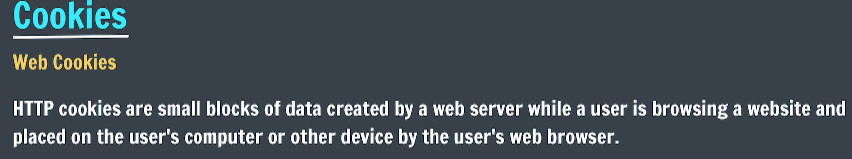 Cookies
Web Cookies
HTTP cookies are small blocks of data created by a web server while a user is browsing a website and
placed on the user's computer or other device by the user's web browser.